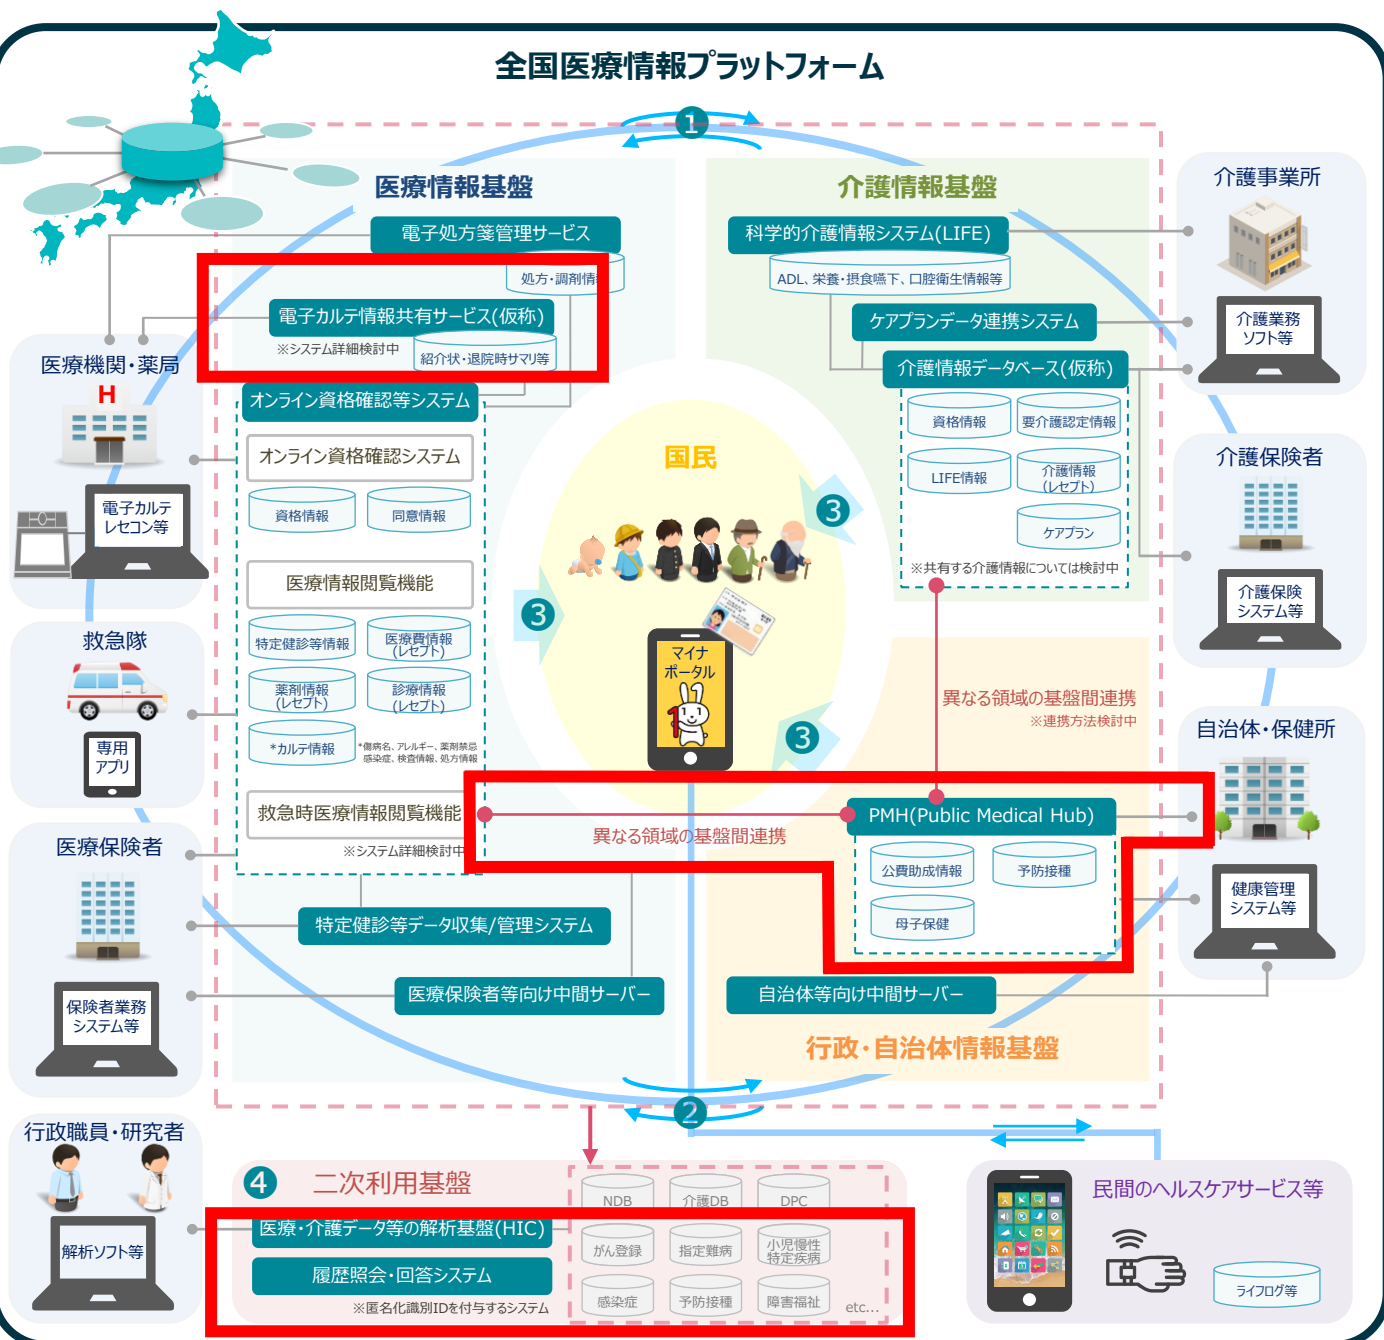 全国医療情報プラットフォーム
❶
医療情報基盤
電子処方箋管理サービス
処方・調剤情
電子カルテ情報共有サービス(仮称)
※システム詳細検討中
紹介状・退院時サマリ等
オンライン資格確認等システム
オンライン資格確認システム
資格情報
同意情報
医療情報閲覧機能
特定健診等情報
医療費情報
(レセプト)
薬剤情報
(レセプト)
診療情報
(レセプト)
*カルテ情報
*傷病名、アレルギー、薬剤禁忌
感染症、検査情報、処方情報
救急時医療情報閲覧機能
※システム詳細検討中
特定健診等データ収集/管理システム
医療保険者等向け中間サーバー
介護情報基盤
科学的介護情報システム(LIFE)
ADL、栄養・摂食嚥下、口腔衛生情報等
ケアプランデータ連携システム
介護情報データベース(仮称)
資格情報
要介護認定情報
LIFE情報
介護情報
(レセプト)
ケアプラン
※共有する介護情報については検討中
国民
❸
❸
❸
マイナ
ポータル
1
異なる領域の基盤間連携
※連携方法検討中
異なる領域の基盤間連携
PMH(Public Medical Hub)
公費助成情報
予防接種
母子保健
自治体等向け中間サーバー
行政・自治体情報基盤
❷
医療機関・薬局
H
電子カルテ
レセコン等
救急隊
専用
アプリ
医療保険者
保険者業務
システム等
行政職員・研究者
解析ソフト等
介護事業所
介護業務
ソフト等
介護保険者
介護保険
システム等
自治体・保健所
健康管理
システム等
❹
二次利用基盤
医療・介護データ等の解析基盤(HIC)
履歴照会・回答システム
※匿名化識別IDを付与するシステム
NDB
介護DB
DPC
がん登録
指定難病
小児慢性
特定疾病
感染症
予防接種
障害福祉
etc...
民間のヘルスケアサービス等
ライフログ等